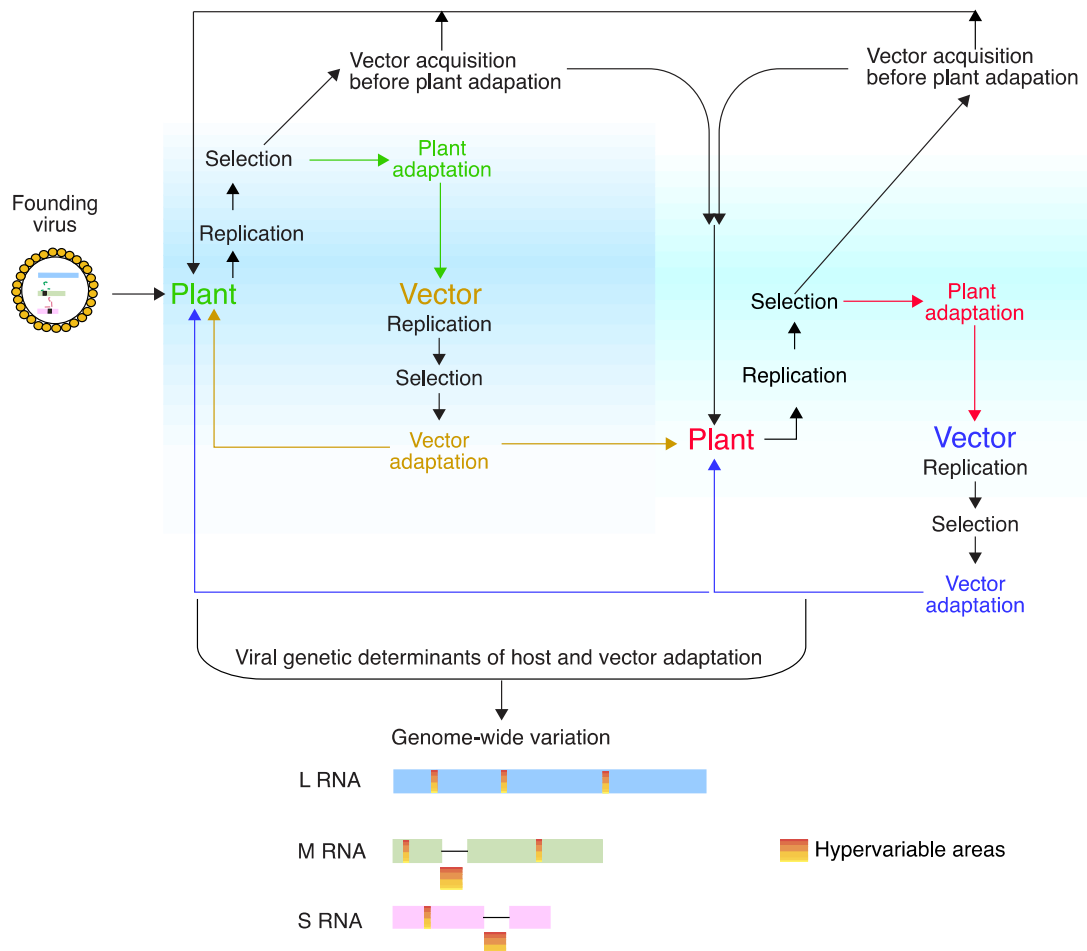 Vector acquisition
before plant adapation
Vector acquisition
before plant adapation
Selection
Plant
adaptation
Founding
virus
Replication
Plant
Vector
Replication
Selection
Vector
adaptation
Selection
Plant
adaptation
Replication
Plant
Vector
Replication
Selection
Vector
adaptation
Viral genetic determinants of host and vector adaptation
Genome-wide variation
L RNA
M RNA
Hypervariable areas
S RNA